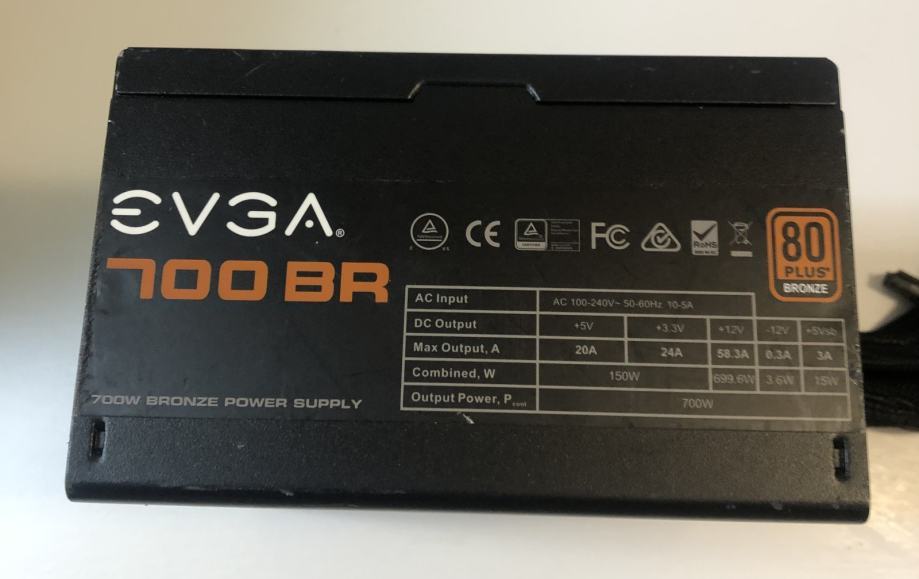 EVGA®
700 BR
CE
FC
RoHS
80
PLUS®
BRONZE
AC Input AC 100-240V~ 50-60Hz 10-5A
DC Output +5V +3.3V +12V -12V +5Vsb
Max Output, A 20A 24A 58.3A 0.3A 3A
Combined, W 150W 699.6W 3.6W 15W
Output Power, Pcont 700W
700W BRONZE POWER SUPPLY